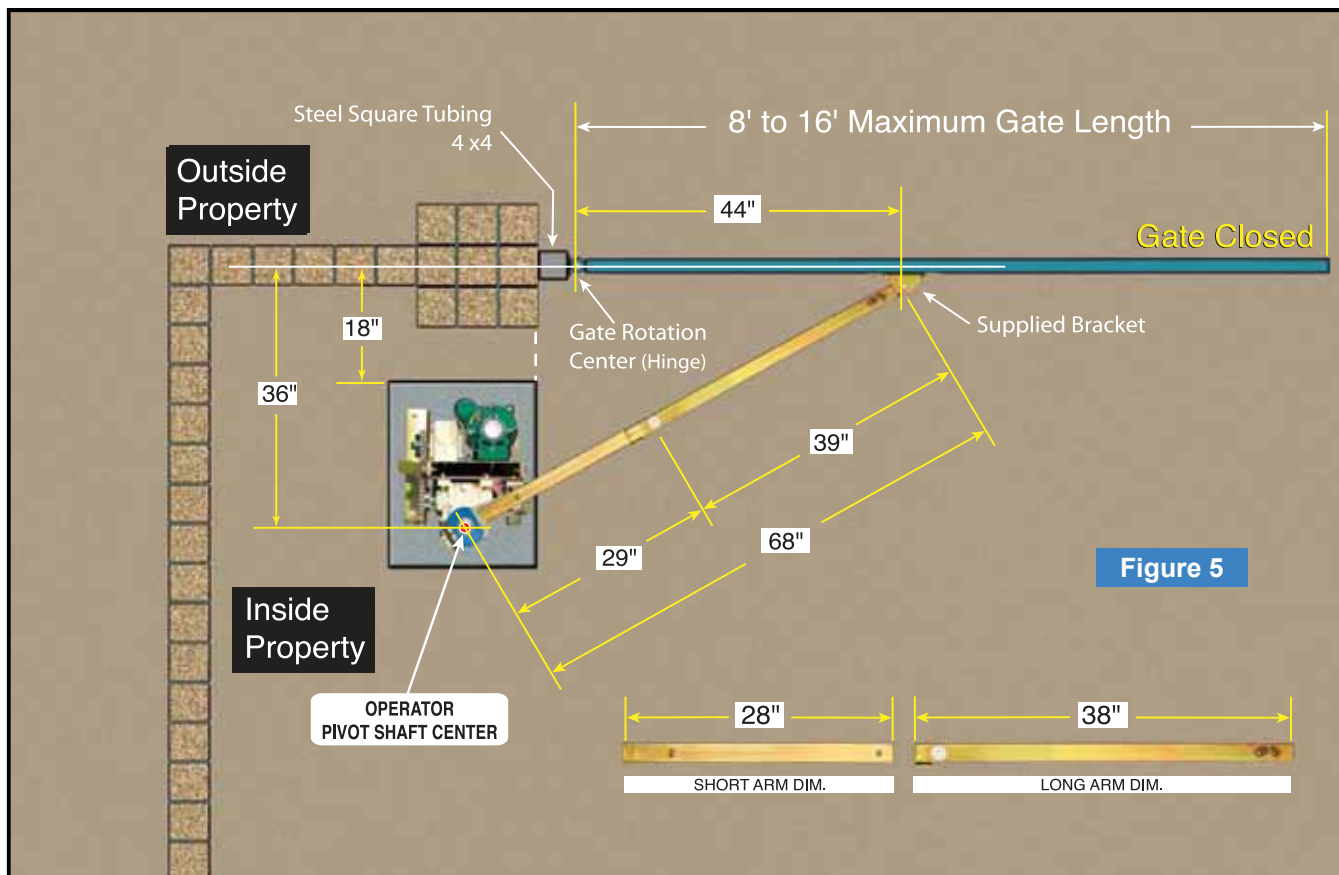 Steel Square Tubing
4 x4
8' to 16' Maximum Gate Length
Outside
Property
44"
Gate Closed
18"
Gate Rotation
Center (Hinge)
Supplied Bracket
36"
39"
29"
68"
Figure 5
Inside
Property
OPERATOR
PIVOT SHAFT CENTER
28"
38"
SHORT ARM DIM.
LONG ARM DIM.